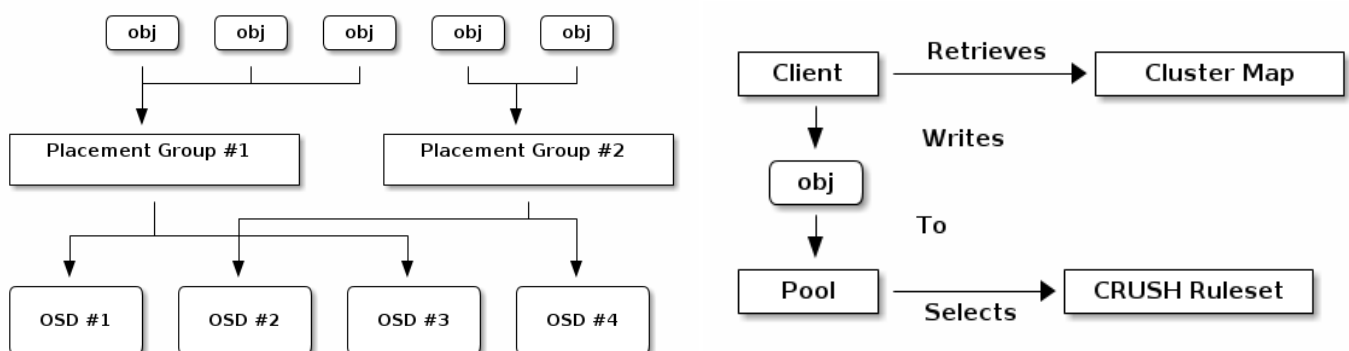 obj obj obj obj obj
Placement Group #1 Placement Group #2
OSD #1 OSD #2 OSD #3 OSD #4
Retrieves
Client Cluster Map
Writes
obj
To
Pool CRUSH Ruleset
Selects